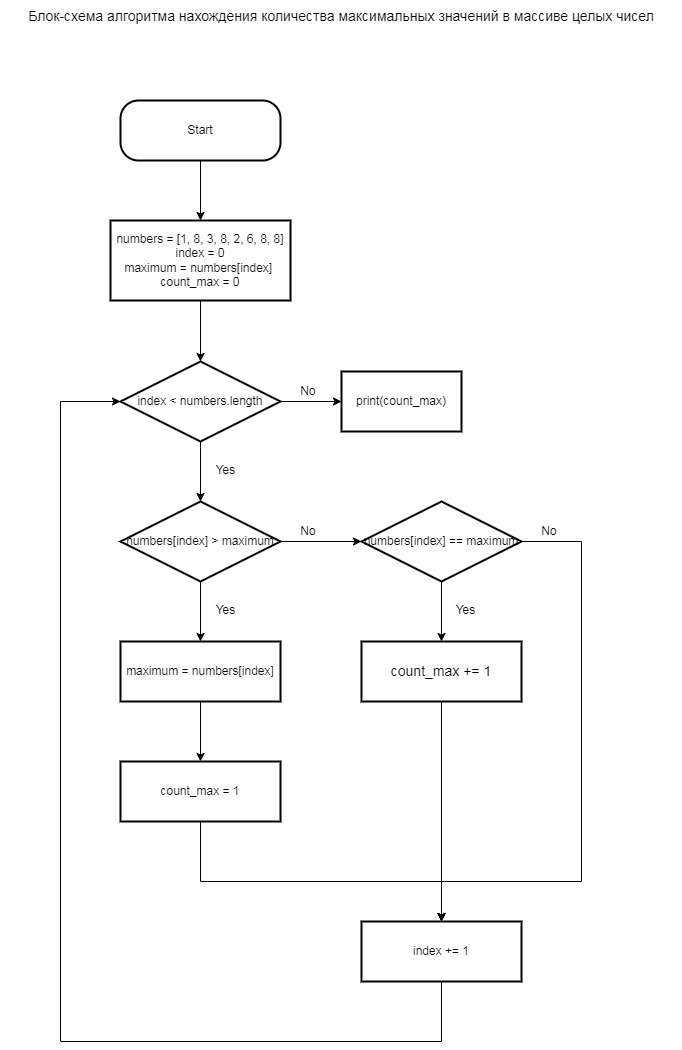 Блок-схема алгоритма нахождения количества максимальных значений в массиве целых чисел
Start
numbers = [1, 8, 3, 8, 2, 6, 8, 8]
index = 0
maximum = numbers[index]
count_max = 0
index < numbers.length
No
print(count_max)
Yes
numbers[index] > maximum
No
numbers[index] == maximum
No
Yes
Yes
maximum = numbers[index]
count_max += 1
count_max = 1
index += 1